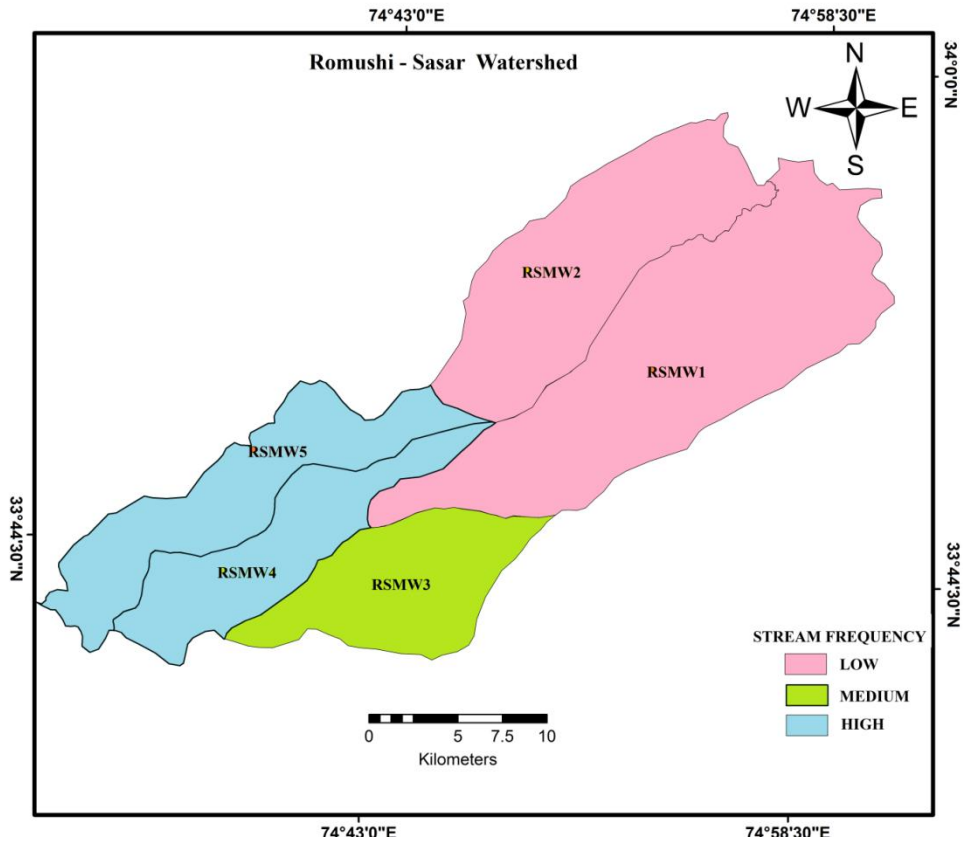 74°43'0"E
74°58'30"E
Romushi - Sasar Watershed
34°0'0"N
N
W
E
S
RSMW2
RSMW1
RSMW5
33°44'30"N
RSMW4
RSMW3
33°44'30"N
STREAM FREQUENCY
LOW
MEDIUM
HIGH
0 5 7.5 10
Kilometers
74°43'0"E
74°58'30"E